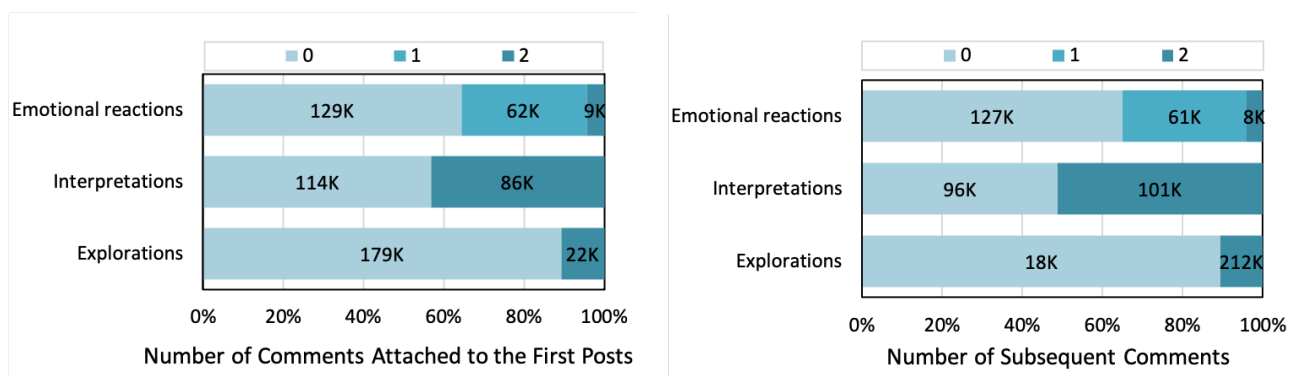 0 1 2
Emotional reactions 129K 62K 9K
Interpretations 114K 86K
Explorations 179K 22K
0% 20% 40% 60% 80% 100%
Number of Comments Attached to the First Posts
0 1 2
Emotional reactions 127K 61K 8K
Interpretations 96K 101K
Explorations 18K 212K
0% 20% 40% 60% 80% 100%
Number of Subsequent Comments